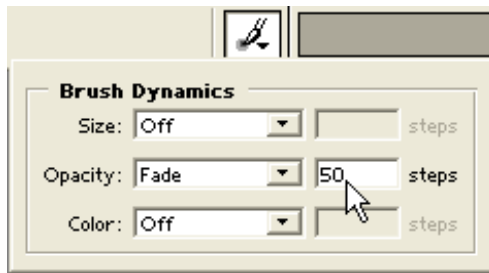 Brush Dynamics
Size: Off steps
Opacity: Fade 50 steps
Color: Off steps